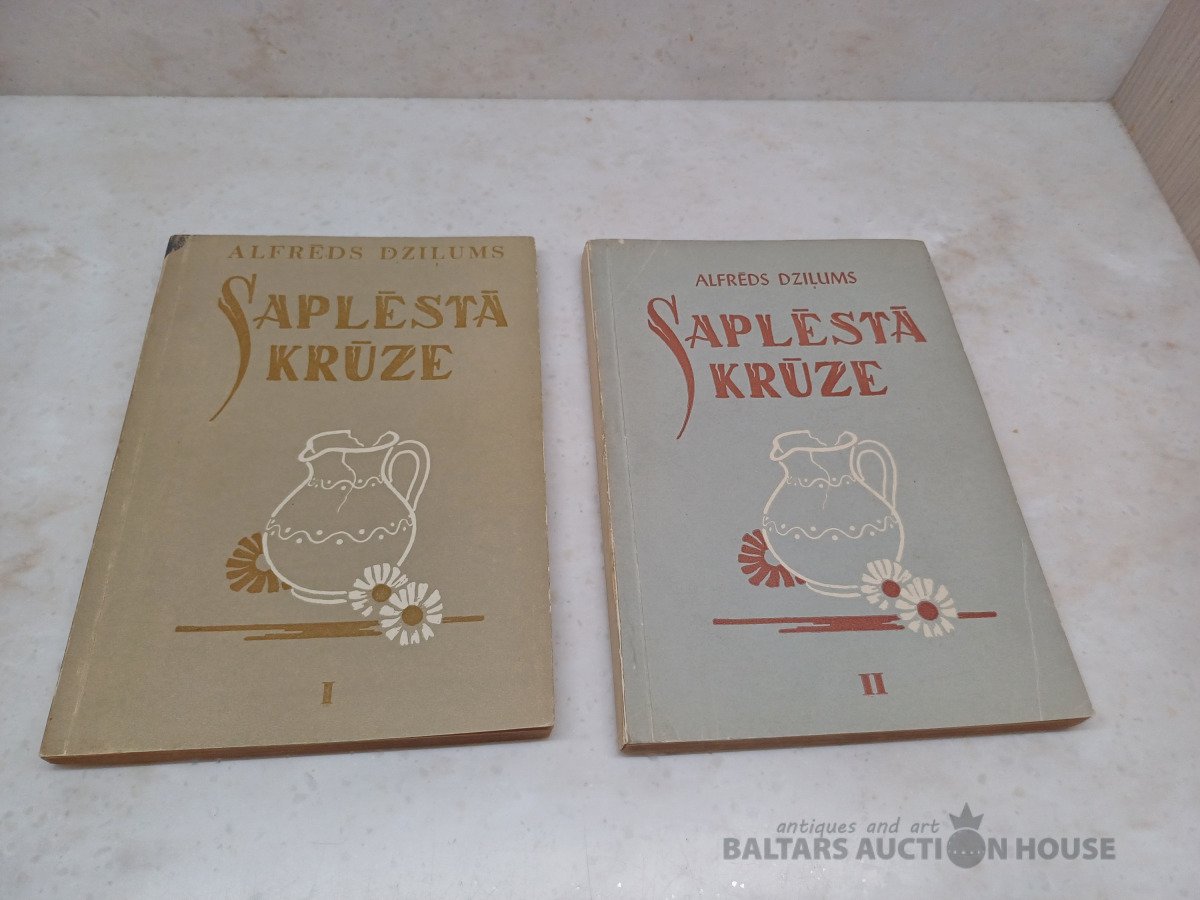 ALFRĒDS DZIĻUMS
SAPLĒSTĀ
KRŪZE
I
ALFRĒDS DZIĻUMS
SAPLĒSTĀ
KRŪZE
II
antiques and art
BALTARS AUCTION HOUSE